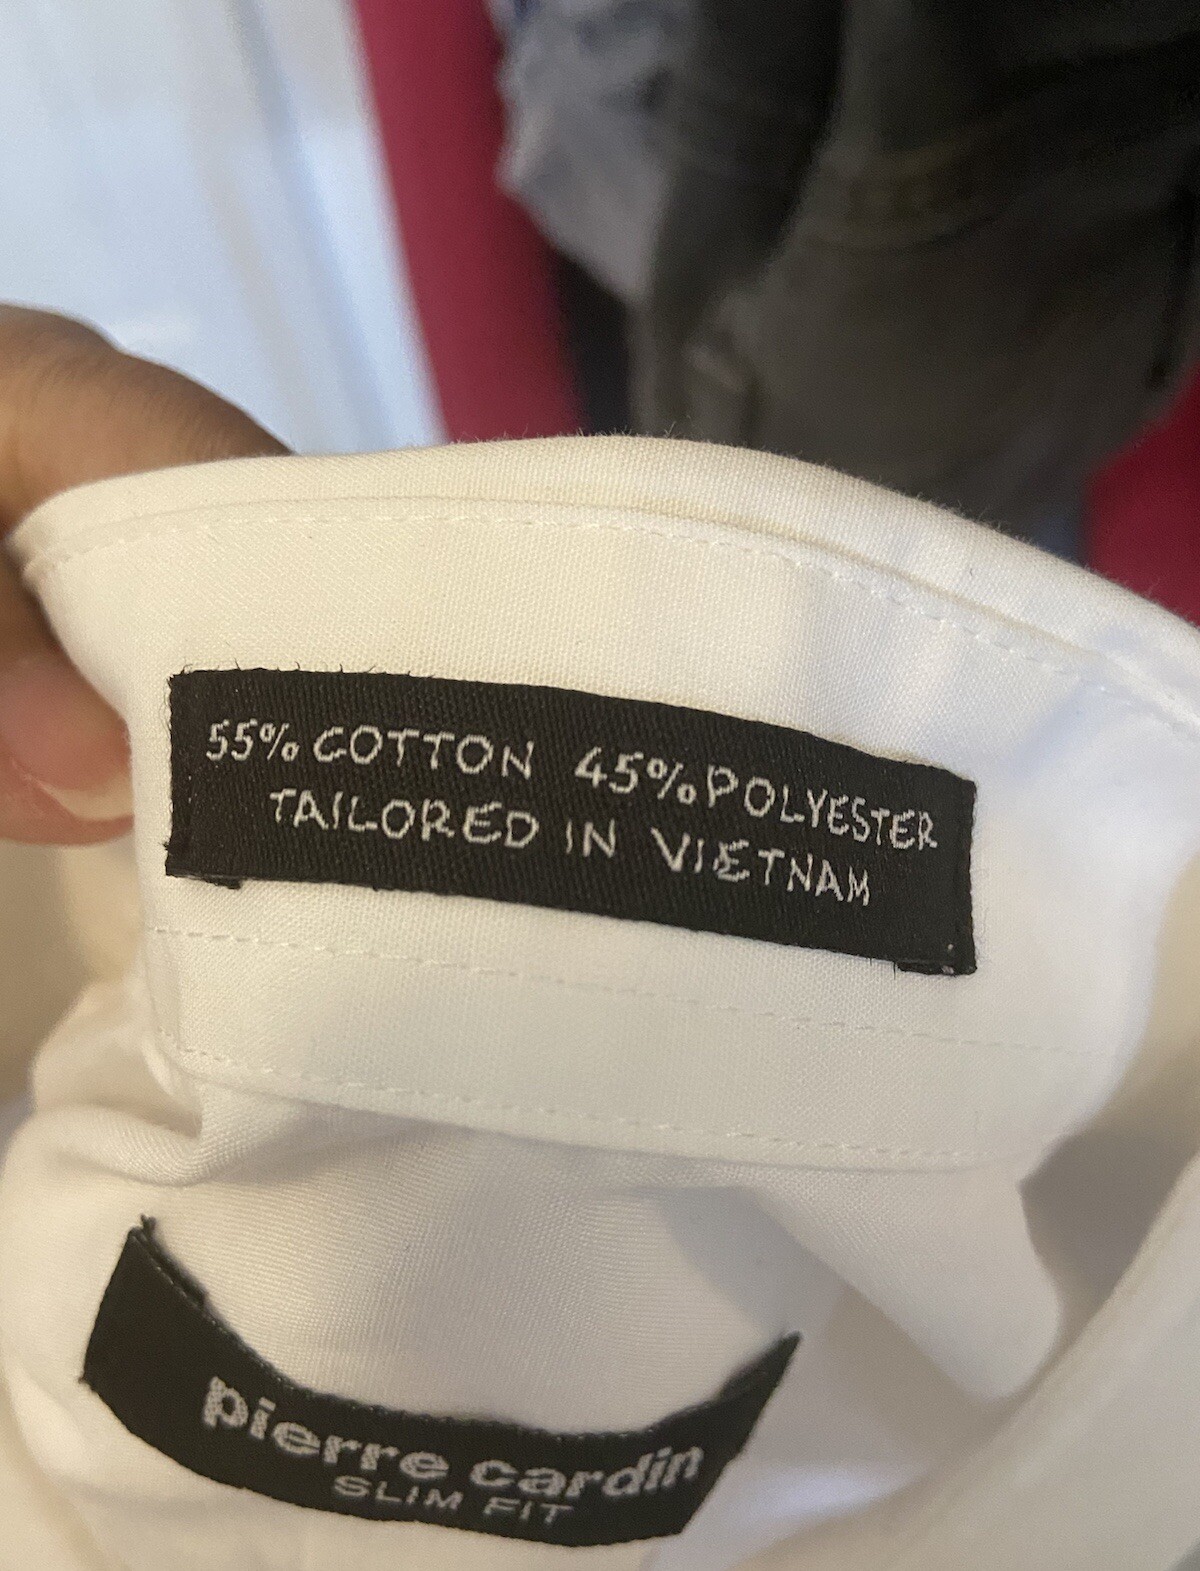 55% COTTON 45% POLYESTER
TAILORED IN VIETNAM
pierre cardin
SLIM FIT